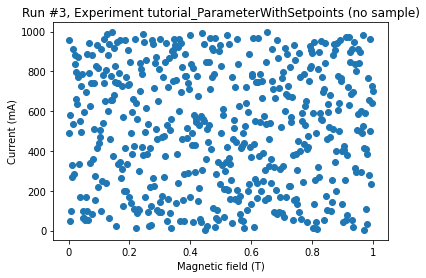 Run #3, Experiment tutorial_ParameterWithSetpoints (no sample)
1000
800
600
400
200
0
Current (mA)
0 0.2 0.4 0.6 0.8 1
Magnetic field (T)